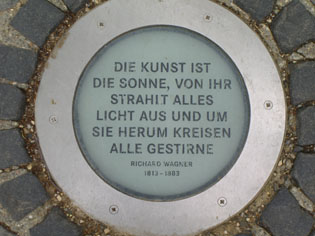 DIE KUNST IST
DIE SONNE, VON IHR
STRAHlT ALLES
LICHT AUS UND UM
SIE HERUM KREISEN
ALLE GESTIRNE
RICHARD WAGNER
1813 - 1883